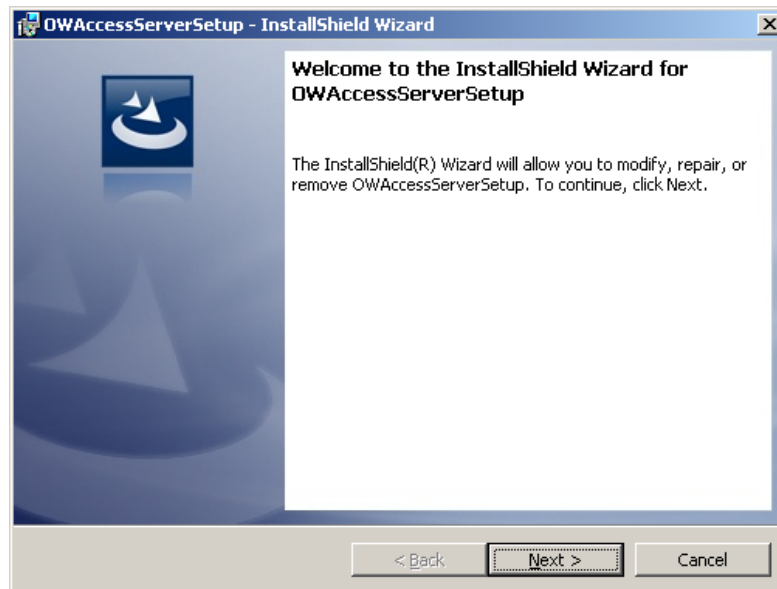 OWAccessServerSetup - InstallShield Wizard
Welcome to the InstallShield Wizard for
OWAccessServerSetup
The InstallShield(R) Wizard will allow you to modify, repair, or
remove OWAccessServerSetup. To continue, click Next.
< Back
Next >
Cancel